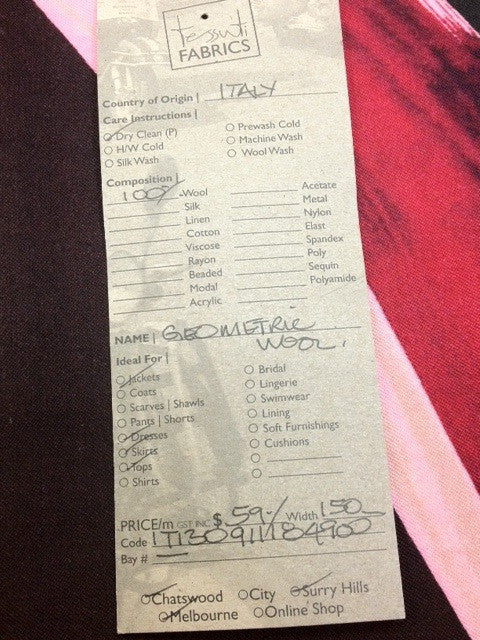 tessuti
FABRICS
Country of Origin | ITALY
Care Instructions |
Dry Clean (P) Prewash Cold
H/W Cold Machine Wash
Silk Wash Wool Wash
Composition |
100% Wool Acetate
Silk Metal
Linen Nylon
Cotton Elast
Viscose Spandex
Rayon Poly
Beaded Sequin
Modal Polyamide
Acrylic
NAME | GEOMETRIC
WOOL.
Ideal For |
Jackets Bridal
Coats Lingerie
Scarves | Shawls Swimwear
Pants | Shorts Lining
Dresses Soft Furnishings
Skirts Cushions
Tops
Shirts
PRICE/m GST INC $ 59-/ Width 150
Code
Bay #
Chatswood City Surry Hills
Melbourne Online Shop